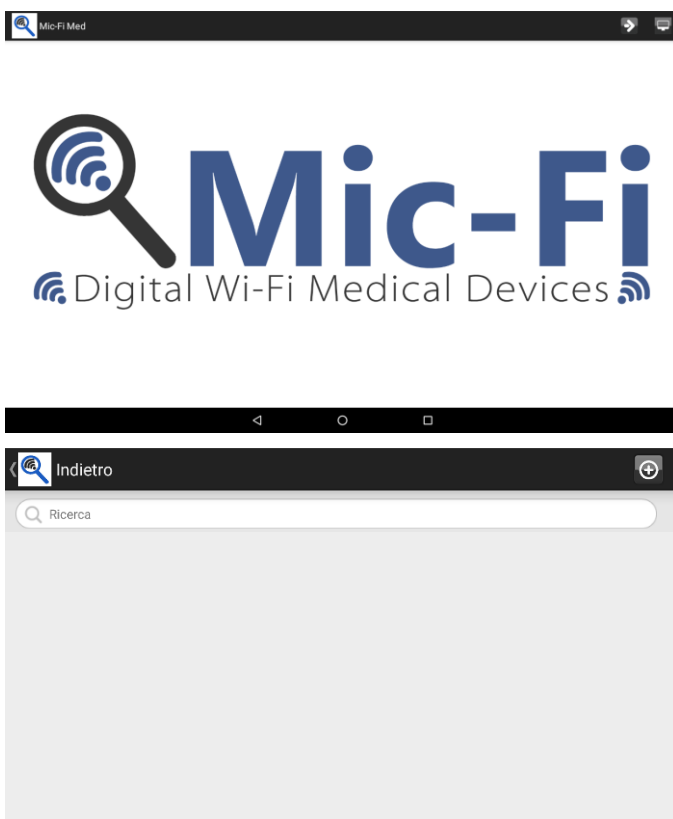 Mic-Fi Med
Mic-Fi
Digital Wi-Fi Medical Devices
Indietro
Ricerca